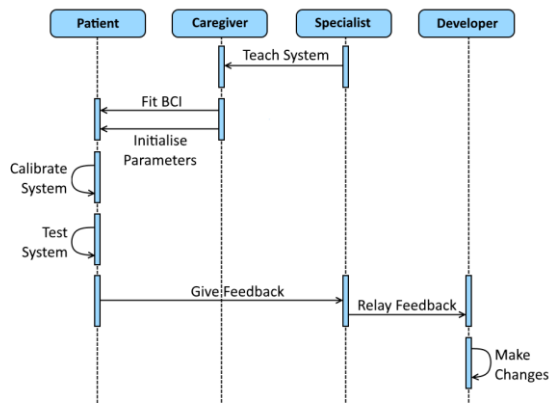 Patient Caregiver Specialist Developer
Teach System
Fit BCI
Initialise
Parameters
Calibrate
System
Test
System
Give Feedback
Relay Feedback
Make
Changes